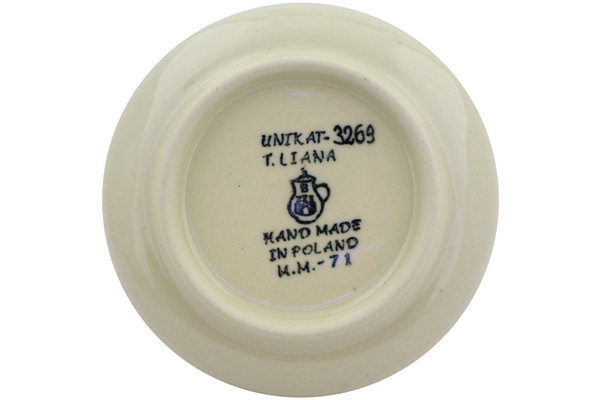 UNIKAT-3269
T. LIANA
B
HAND MADE
IN POLAND
M.M.-71